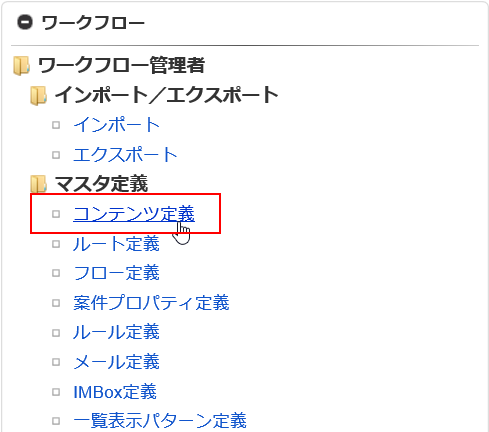 ワークフロー
ワークフロー管理者
インポート／エクスポート
インポート
エクスポート
マスタ定義
コンテンツ定義
ルート定義
フロー定義
案件プロパティ定義
ルール定義
メール定義
IMBox定義
一覧表示パターン定義